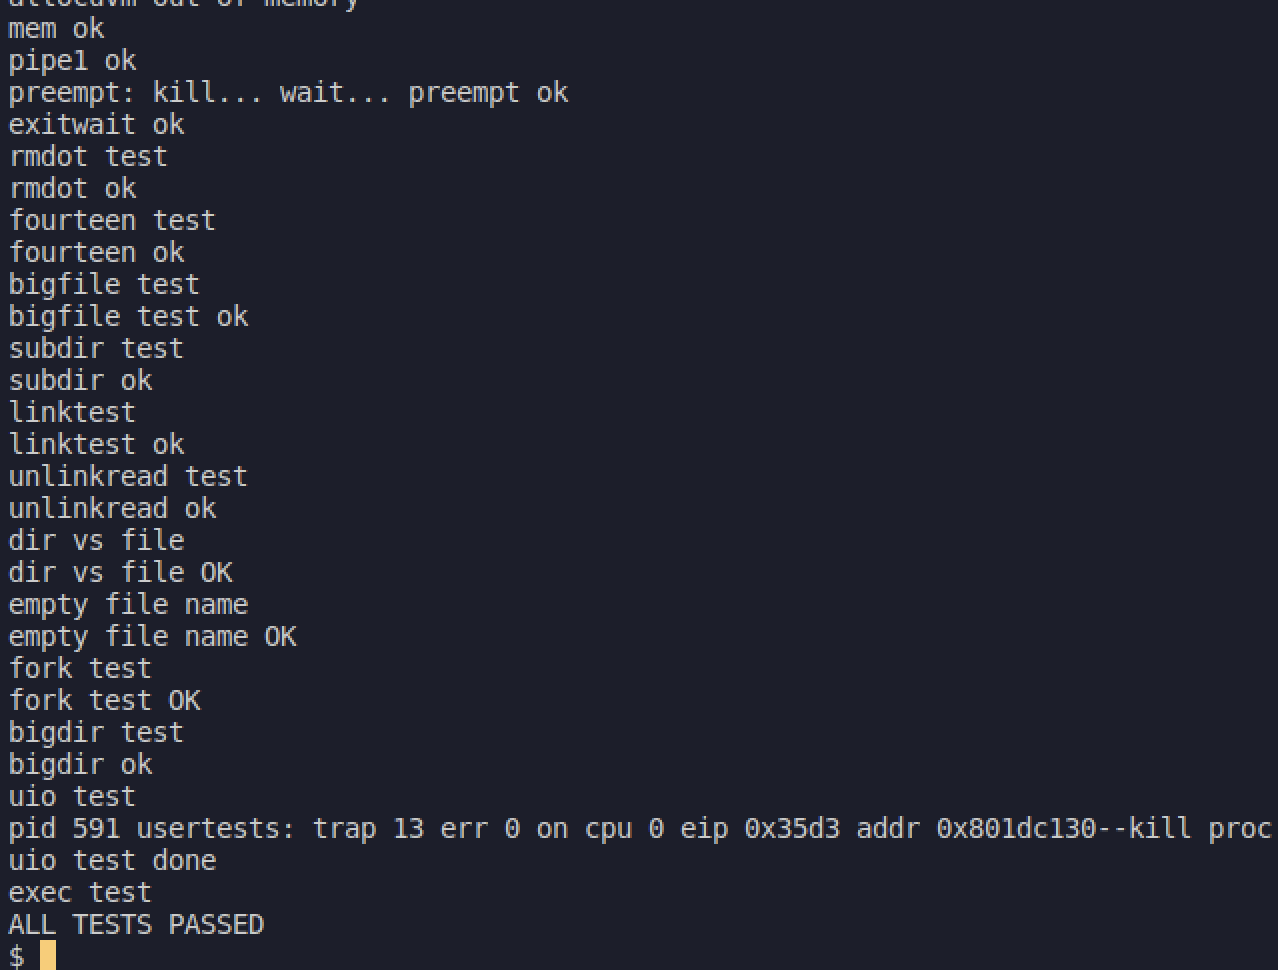 allocuvm out of memory
mem ok
pipe1 ok
preempt: kill... wait... preempt ok
exitwait ok
rmdot test
rmdot ok
fourteen test
fourteen ok
bigfile test
bigfile test ok
subdir test
subdir ok
linktest
linktest ok
unlinkread test
unlinkread ok
dir vs file
dir vs file OK
empty file name
empty file name OK
fork test
fork test OK
bigdir test
bigdir ok
uio test
pid 591 usertests: trap 13 err 0 on cpu 0 eip 0x35d3 addr 0x801dc130--kill proc
uio test done
exec test
ALL TESTS PASSED
$